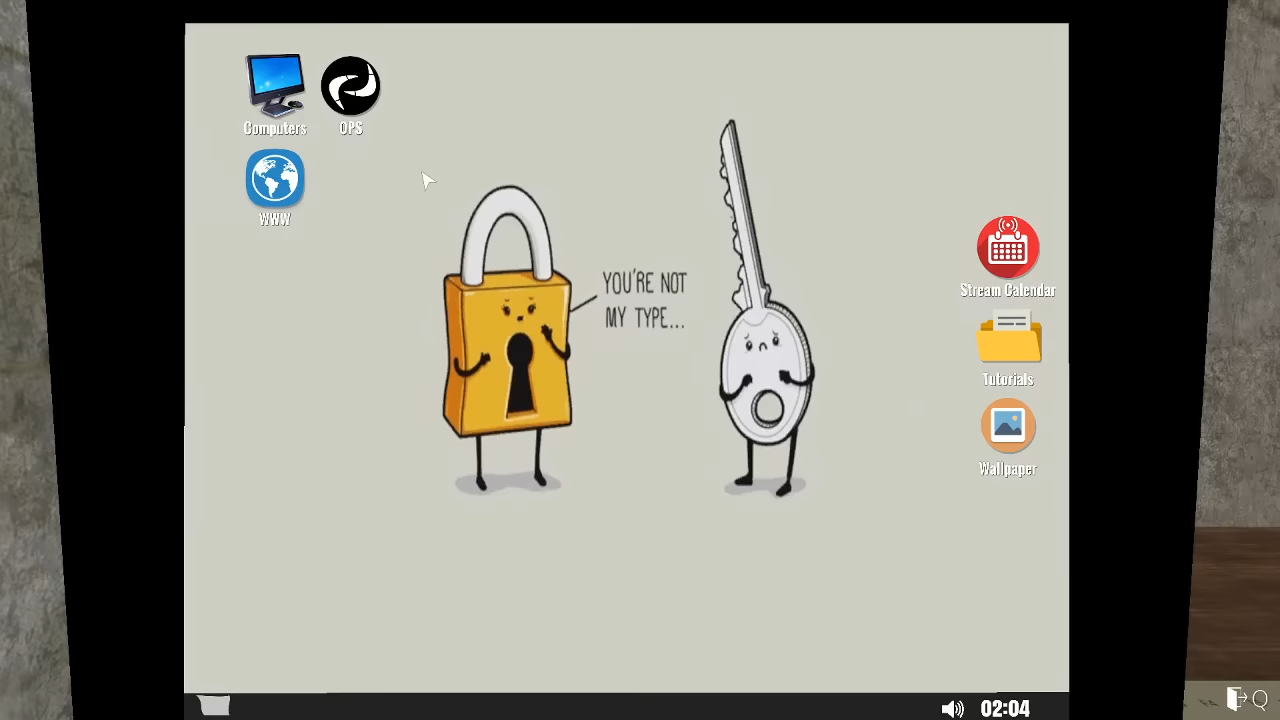 Computers
OPS
WWW
YOU'RE NOT
MY TYPE...
Stream Calendar
Tutorials
Wallpaper
02:04
Q